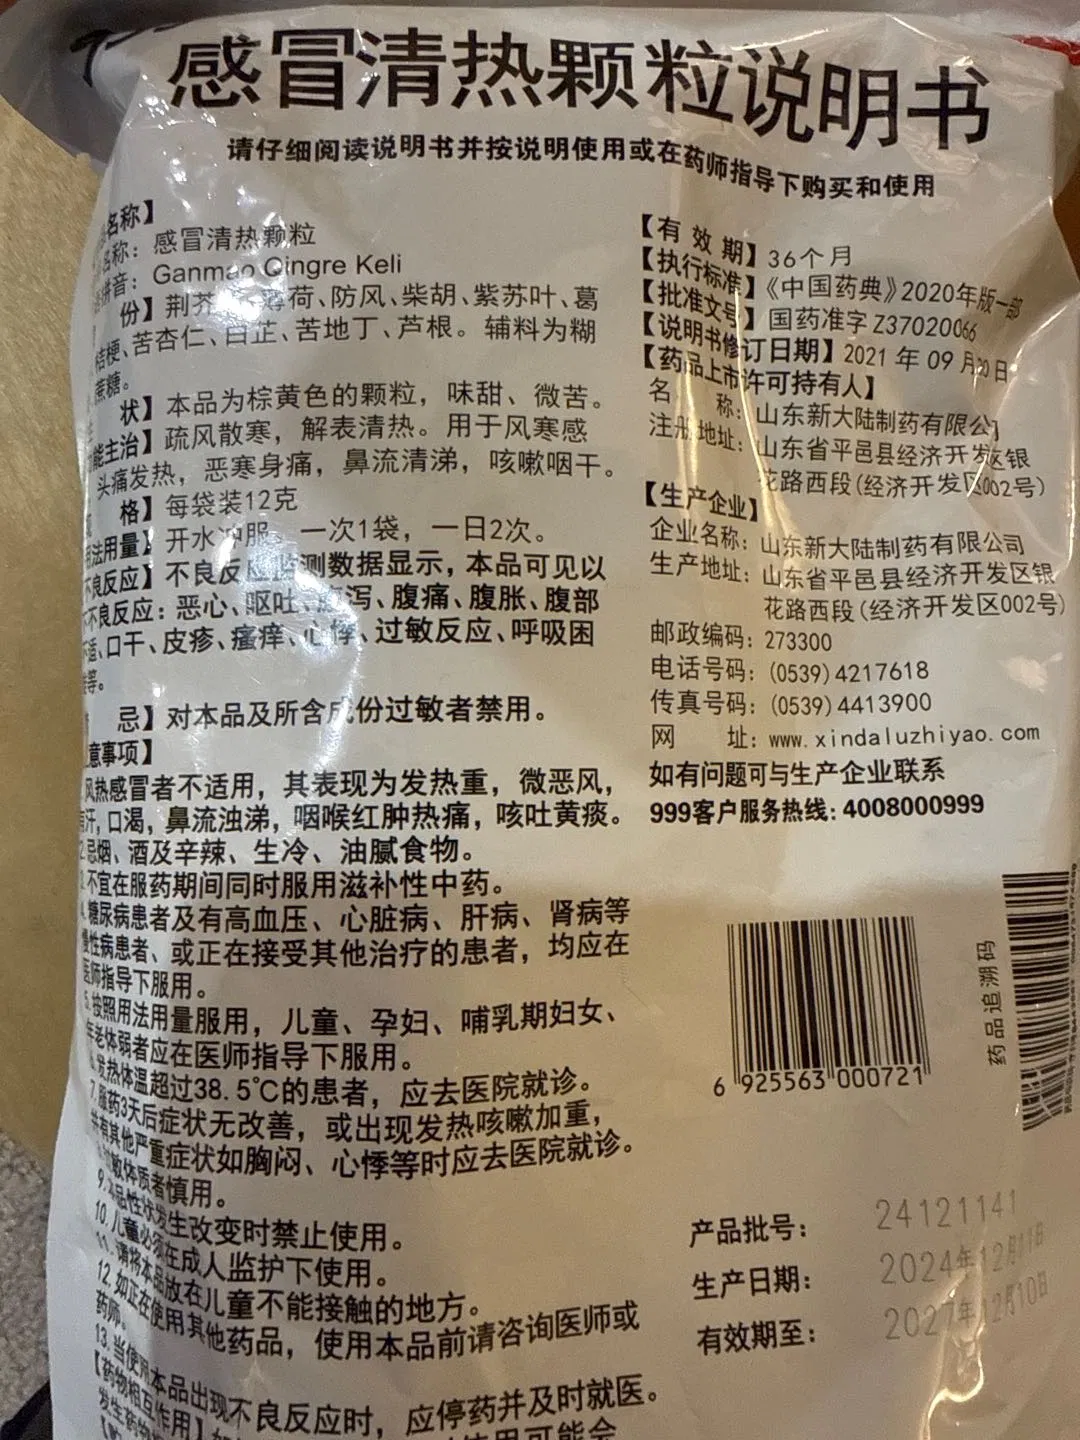 感冒清热颗粒说明书
请仔细阅读说明书并按说明使用或在药师指导下购买和使用
名称】
名称：感冒清热颗粒
拼音：Ganmao Qingre Keli
份】荆芥 薄荷、防风、柴胡、紫苏叶、葛
桔梗、苦杏仁、白芷、苦地丁、芦根。辅料为糊
蔗糖。
状】本品为棕黄色的颗粒，味甜、微苦。
能主治】疏风散寒，解表清热。用于风寒感
头痛发热，恶寒身痛，鼻流清涕，咳嗽咽干。
格】每袋装12克
法用量】开水冲服。一次1袋，一日2次。
不良反应】不良反应监测数据显示，本品可见以
不良反应：恶心、呕吐、腹泻、腹痛、腹胀、腹部
适、口干、皮疹、瘙痒、心悸、过敏反应、呼吸困
等。
忌】对本品及所含成份过敏者禁用。
意事项】
风热感冒者不适用，其表现为发热重，微恶风，
有汗，口渴，鼻流浊涕，咽喉红肿热痛，咳吐黄痰。
2.忌烟、酒及辛辣、生冷、油腻食物。
不宜在服药期间同时服用滋补性中药。
4.糖尿病患者及有高血压、心脏病、肝病、肾病等
慢性病患者、或正在接受其他治疗的患者，均应在
医师指导下服用。
5.按照用法用量服用，儿童、孕妇、哺乳期妇女、
年老体弱者应在医师指导下服用。
发热体温超过38.5℃的患者，应去医院就诊。
7.服药3天后症状无改善，或出现发热咳嗽加重，
并有其他严重症状如胸闷、心悸等时应去医院就诊。
过敏体质者慎用。
9.本品性状发生改变时禁止使用。
10.儿童必须在成人监护下使用。
11.请将本品放在儿童不能接触的地方。
12.如正在使用其他药品，使用本品前请咨询医师或
药师。
13.当使用本品出现不良反应时，应停药并及时就医。
【药物相互作用】
发生药物 使用可能会
【有 效 期】36个月
【执行标准】《中国药典》2020年版一部
【批准文号】国药准字Z37020066
【说明书修订日期】2021年09月20日
【药品上市许可持有人】
名 称：山东新大陆制药有限公
注册地址：山东省平邑县经济开发区银
花路西段(经济开发区002号)
【生产企业】
企业名称：山东新大陆制药有限公司
生产地址：山东省平邑县经济开发区银
花路西段(经济开发区002号)
邮政编码：273300
电话号码：(0539)4217618
传真号码：(0539)4413900
网 址：www.xindaluzhiyao.com
如有问题可与生产企业联系
999客户服务热线：4008000999
6 925563 000721
药品追溯码
产品批号：24121141
生产日期：2024年12月11日
有效期至：2027年12月10日